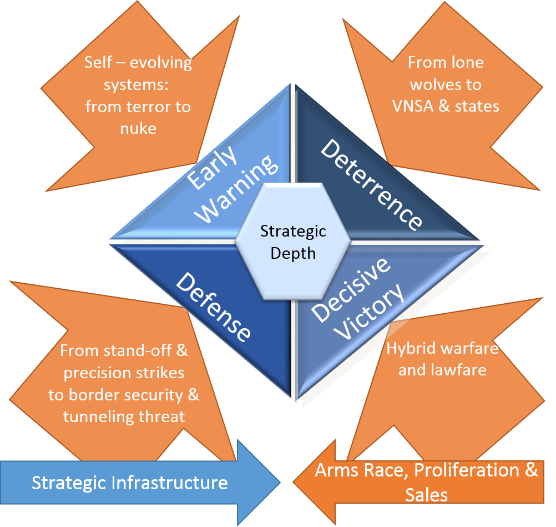 Self – evolving
systems:
from terror to
nuke
From lone
wolves to
VNSA & states
Early
Warning
Deterrence
Strategic
Depth
Defense
Decisive
Victory
From stand-off &
precision strikes
to border security &
tunneling threat
Hybrid warfare
and lawfare
Strategic Infrastructure
Arms Race, Proliferation &
Sales